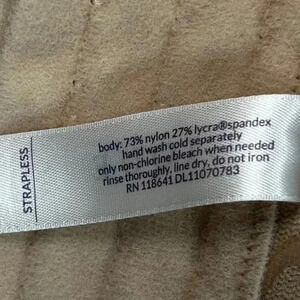 STRAPLESS
body: 73% nylon 27% lycra®spandex
hand wash cold separately
only non-chlorine bleach when needed
rinse thoroughly, line dry, do not iron
RN 118641 DL11070783